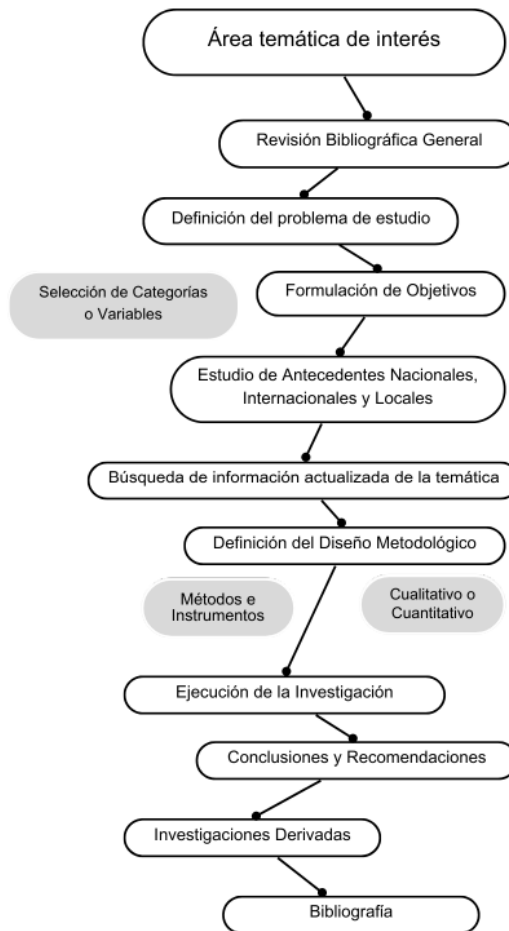 Área temática de interés
Revisión Bibliográfica General
Definición del problema de estudio
Selección de Categorías
o Variables
Formulación de Objetivos
Estudio de Antecedentes Nacionales,
Internacionales y Locales
Búsqueda de información actualizada de la temática
Definición del Diseño Metodológico
Métodos e
Instrumentos
Cualitativo o
Cuantitativo
Ejecución de la Investigación
Conclusiones y Recomendaciones
Investigaciones Derivadas
Bibliografía